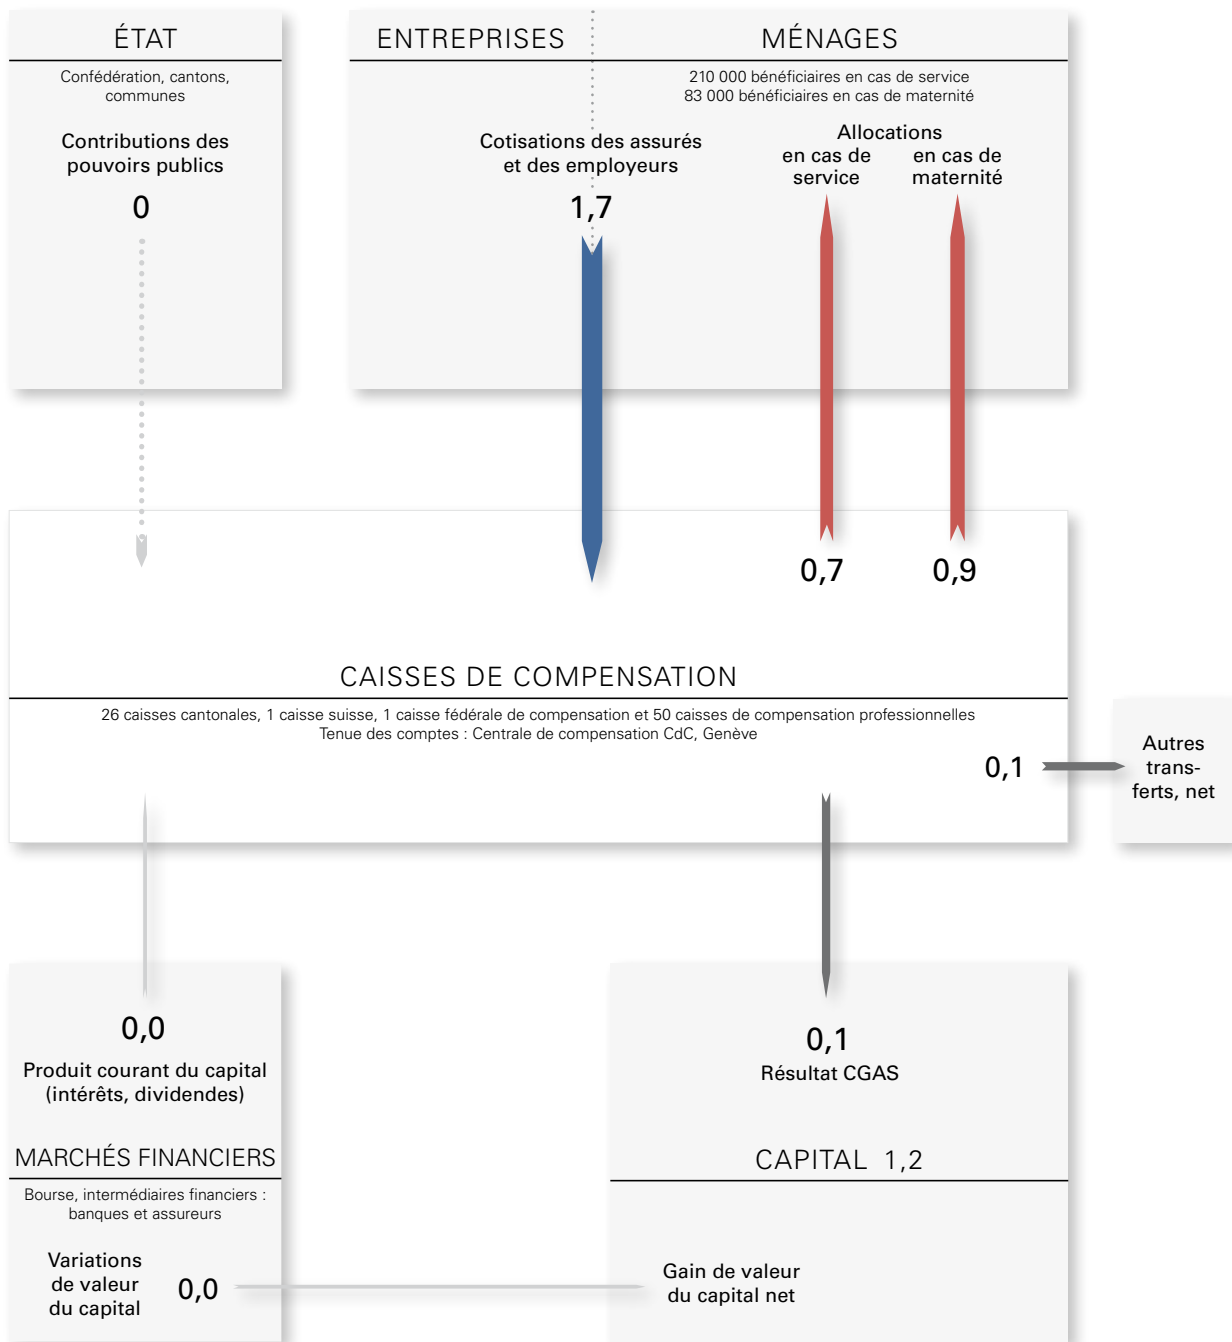 ÉTAT
Confédération, cantons,
communes
Contributions des
pouvoirs publics
0
ENTREPRISES
MÉNAGES
210 000 bénéficiaires en cas de service
83 000 bénéficiaires en cas de maternité
Cotisations des assurés
et des employeurs
1,7
Allocations
en cas de
service
en cas de
maternité
0,7
0,9
CAISSES DE COMPENSATION
26 caisses cantonales, 1 caisse suisse, 1 caisse fédérale de compensation et 50 caisses de compensation professionnelles
Tenue des comptes : Centrale de compensation CdC, Genève
0,1
Autres
trans-
ferts, net
0,0
Produit courant du capital
(intérêts, dividendes)
MARCHÉS FINANCIERS
Bourse, intermédiaires financiers :
banques et assureurs
Variations
de valeur
du capital
0,0
0,1
Résultat CGAS
CAPITAL 1,2
Gain de valeur
du capital net